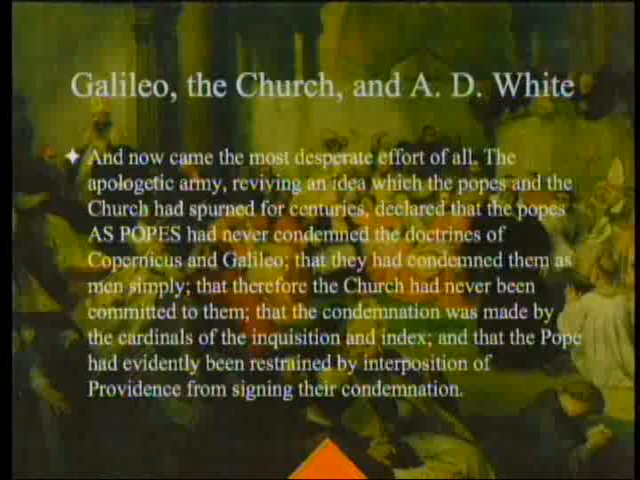 Galileo, the Church, and A. D. White
And now came the most desperate effort of all. The
apologetic army, reviving an idea which the popes and the
Church had spurned for centuries, declared that the popes
AS POPES had never condemned the doctrines of
Copernicus and Galileo; that they had condemned them as
men simply; that therefore the Church had never been
committed to them; that the condemnation was made by
the cardinals of the inquisition and index; and that the Pope
had evidently been restrained by interposition of
Providence from signing their condemnation.